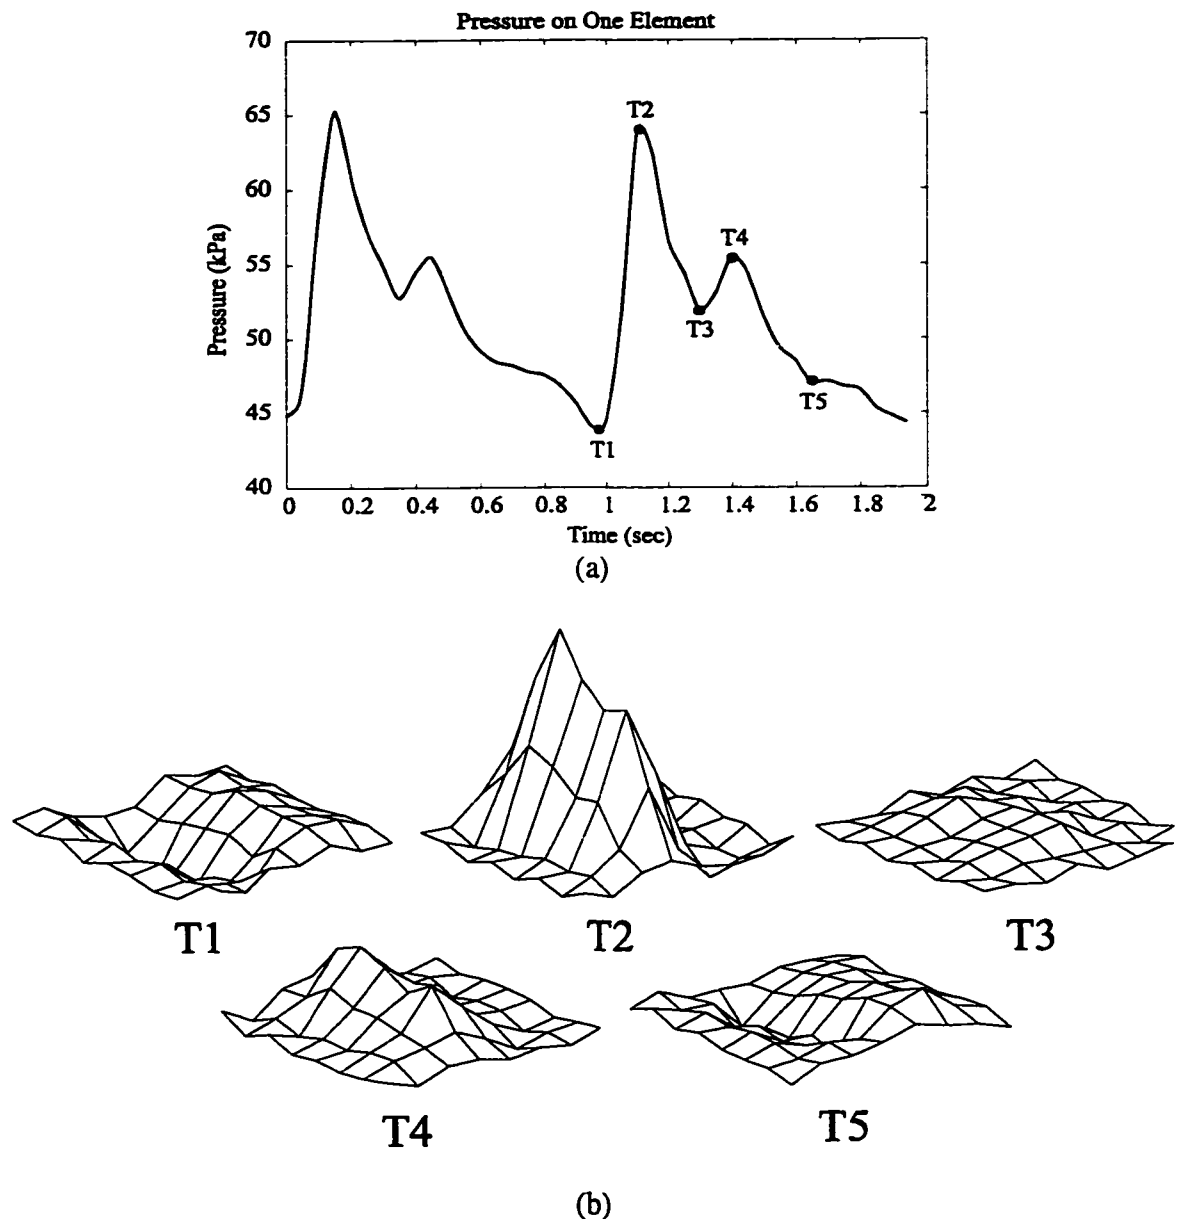 Pressure on One Element
70
65
60
55
50
45
40
Pressure (kPa)
T2
T4
T3
T5
T1
0 0.2 0.4 0.6 0.8 1 1.2 1.4 1.6 1.8 2
Time (sec)
(a)
T1 T2 T3
T4 T5
(b)